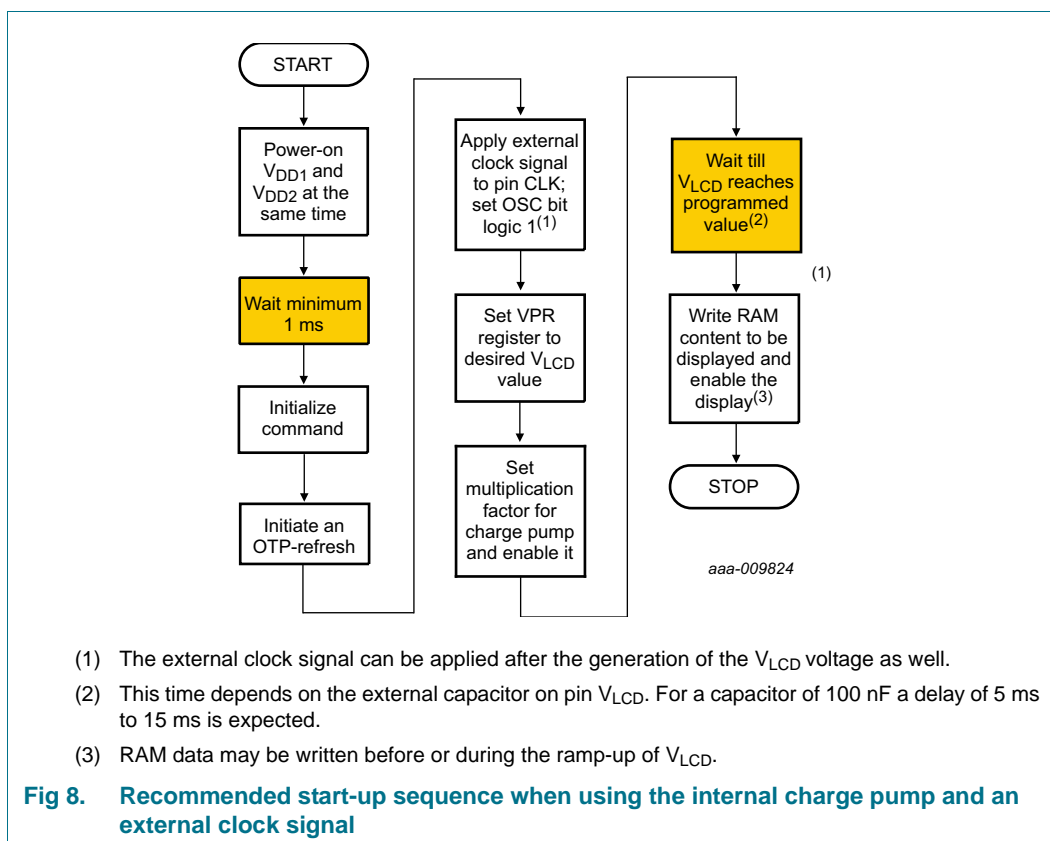 START
Power-on
VDD1 and
VDD2 at the
same time
Wait minimum
1 ms
Initialize
command
Initiate an
OTP-refresh
Apply external
clock signal
to pin CLK;
set OSC bit
logic 1(1)
Set VPR
register to
desired VLCD
value
Set
multiplication
factor for
charge pump
and enable it
Wait till
VLCD reaches
programmed
value(2)
(1)
Write RAM
content to be
displayed and
enable the
display(3)
STOP
aaa-009824
(1) The external clock signal can be applied after the generation of the VLCD voltage as well.
(2) This time depends on the external capacitor on pin VLCD. For a capacitor of 100 nF a delay of 5 ms
to 15 ms is expected.
(3) RAM data may be written before or during the ramp-up of VLCD.
Fig 8. Recommended start-up sequence when using the internal charge pump and an
external clock signal